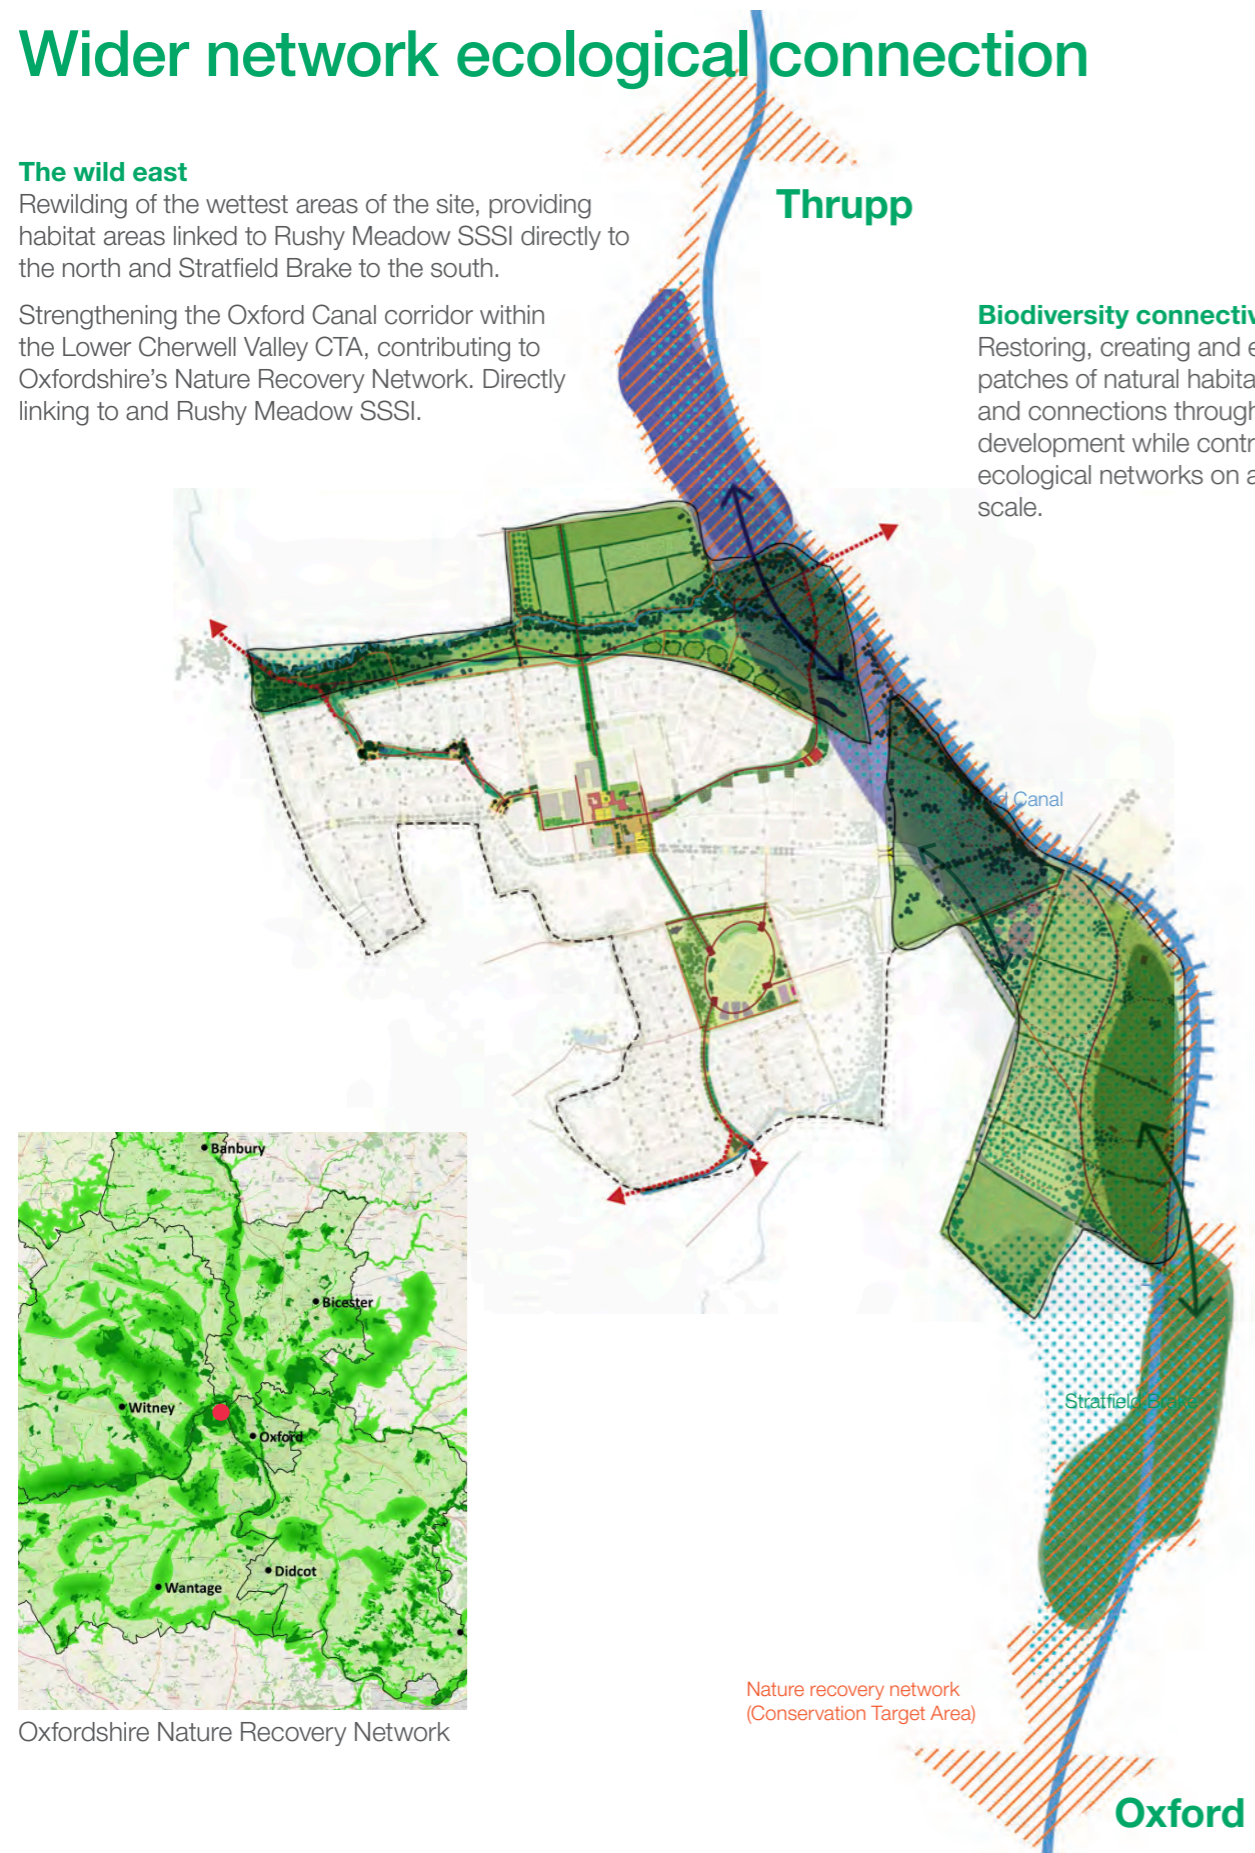 Wider network ecological connection
The wild east
Rewilding of the wettest areas of the site, providing
habitat areas linked to Rushy Meadow SSSI directly to
the north and Stratfield Brake to the south.
Strengthening the Oxford Canal corridor within
the Lower Cherwell Valley CTA, contributing to
Oxfordshire's Nature Recovery Network. Directly
linking to and Rushy Meadow SSSI.
Thrupp
Biodiversity
Restoring, creating and
patches of natural
and connections through
development while
ecological networks on
scale.
Canal
Banbury
Bicester
Witney
Oxford
Didcot
Wantage
Oxfordshire Nature Recovery Network
Stratfield Brake
Nature recovery network
(Conservation Target Area)
Oxford